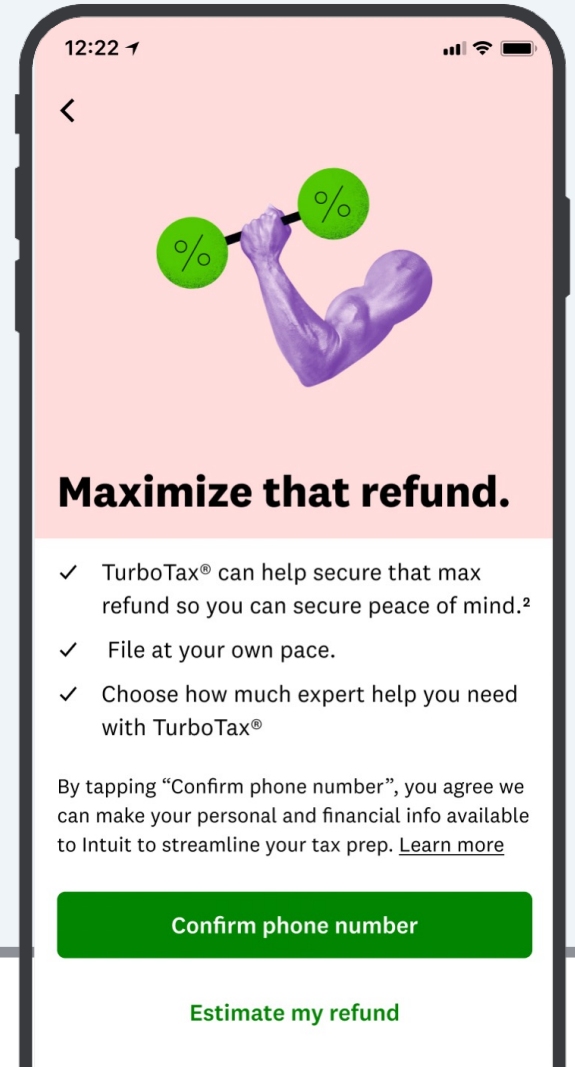 12:22
%
%
Maximize that refund.
TurboTax® can help secure that max
refund so you can secure peace of mind.²
File at your own pace.
Choose how much expert help you need
with TurboTax®
By tapping “Confirm phone number”, you agree we
can make your personal and financial info available
to Intuit to streamline your tax prep. Learn more
Confirm phone number
Estimate my refund